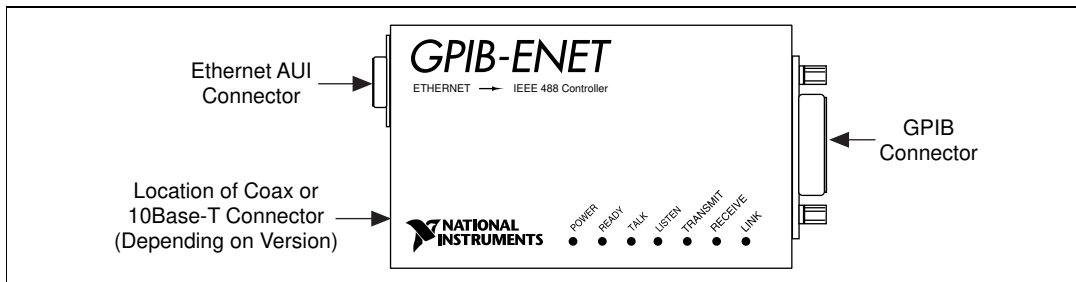 GPIB-ENET
ETHERNET → IEEE 488 Controller
Ethernet AUI
Connector
GPIB
Connector
Location of Coax or
10Base-T Connector
(Depending on Version)
NATIONAL
INSTRUMENTS
POWER
READY
TALK
LISTEN
TRANSMIT
RECEIVE
LINK